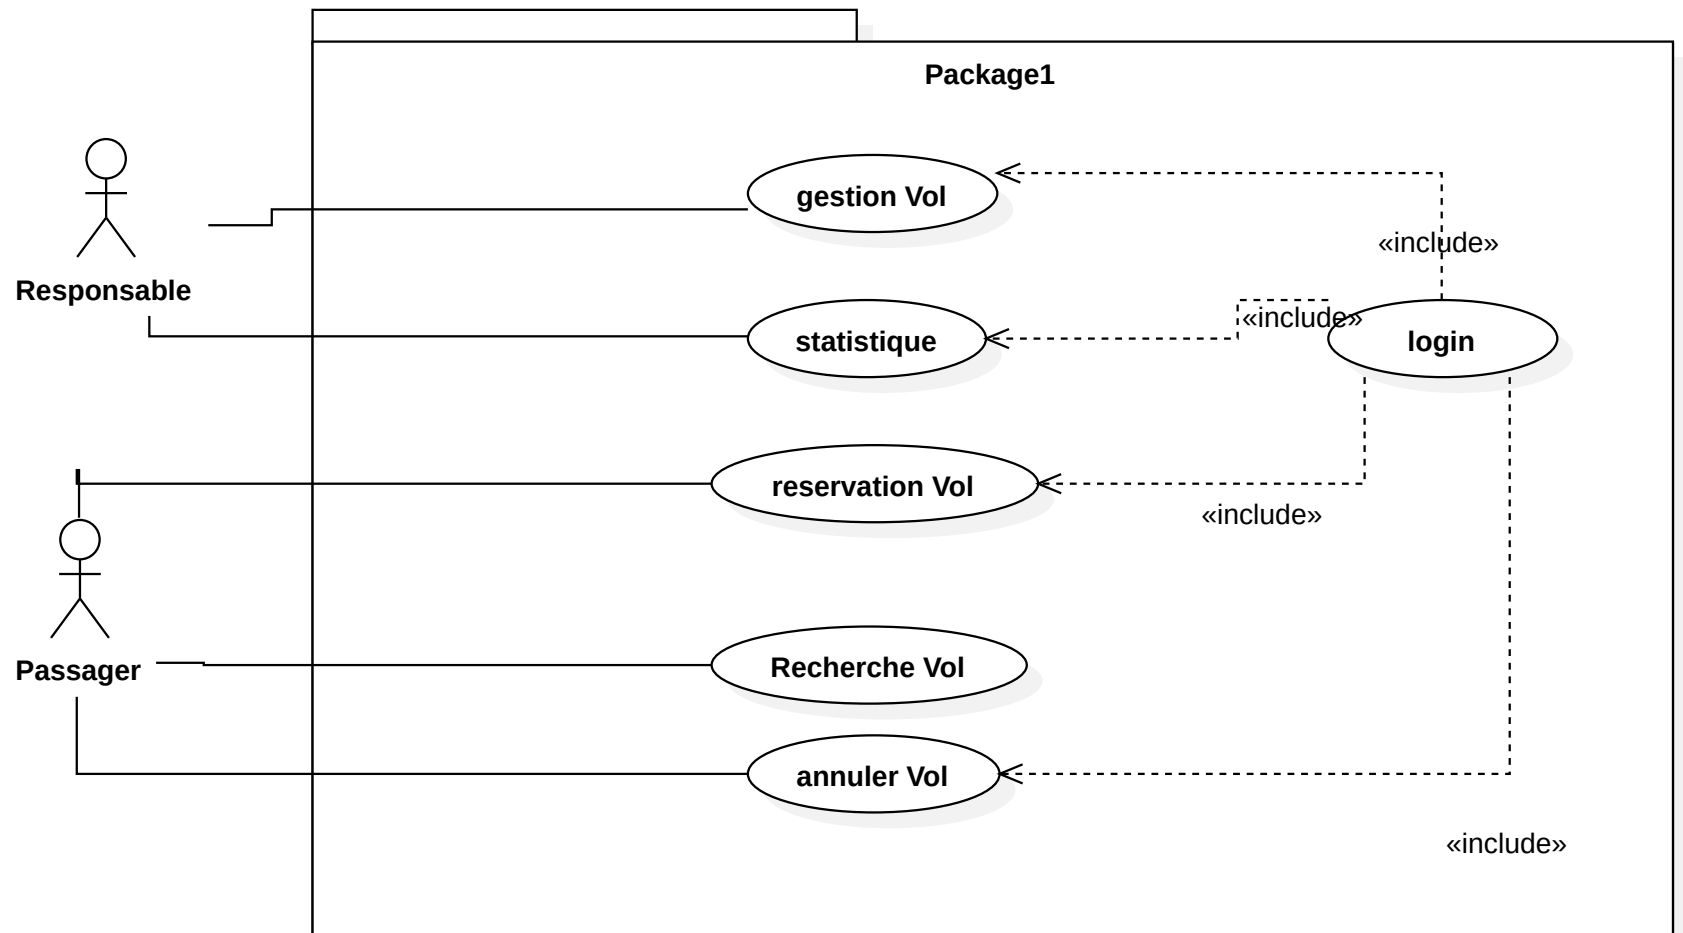 Package1
gestion Vol
«include»
Responsable
statistique
«include»
login
reservation Vol
«include»
Passager
Recherche Vol
annuler Vol
«include»